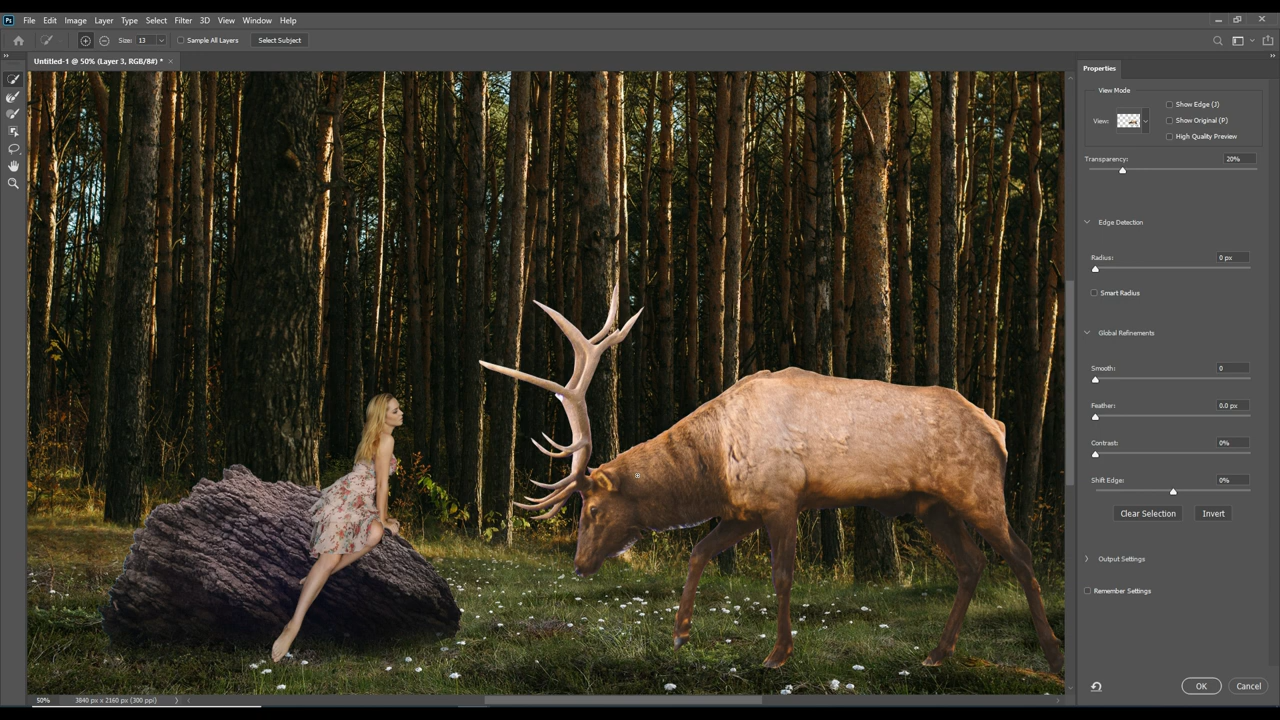 Ps File Edit Image Layer Type Select Filter 3D View Window Help
Size: 13 Sample All Layers Select Subject
Untitled-1 @ 50% (Layer 3, RGB/8#) * ×
Properties
View Mode
Show Edge (J)
View: Show Original (P)
High Quality Preview
Transparency: 20%
Edge Detection
Radius: 0 px
Smart Radius
Global Refinements
Smooth: 0
Feather: 0.0 px
Contrast: 0%
Shift Edge: 0%
Clear Selection Invert
Output Settings
Remember Settings
OK Cancel
50% 3840 px x 2160 px (300 ppi)